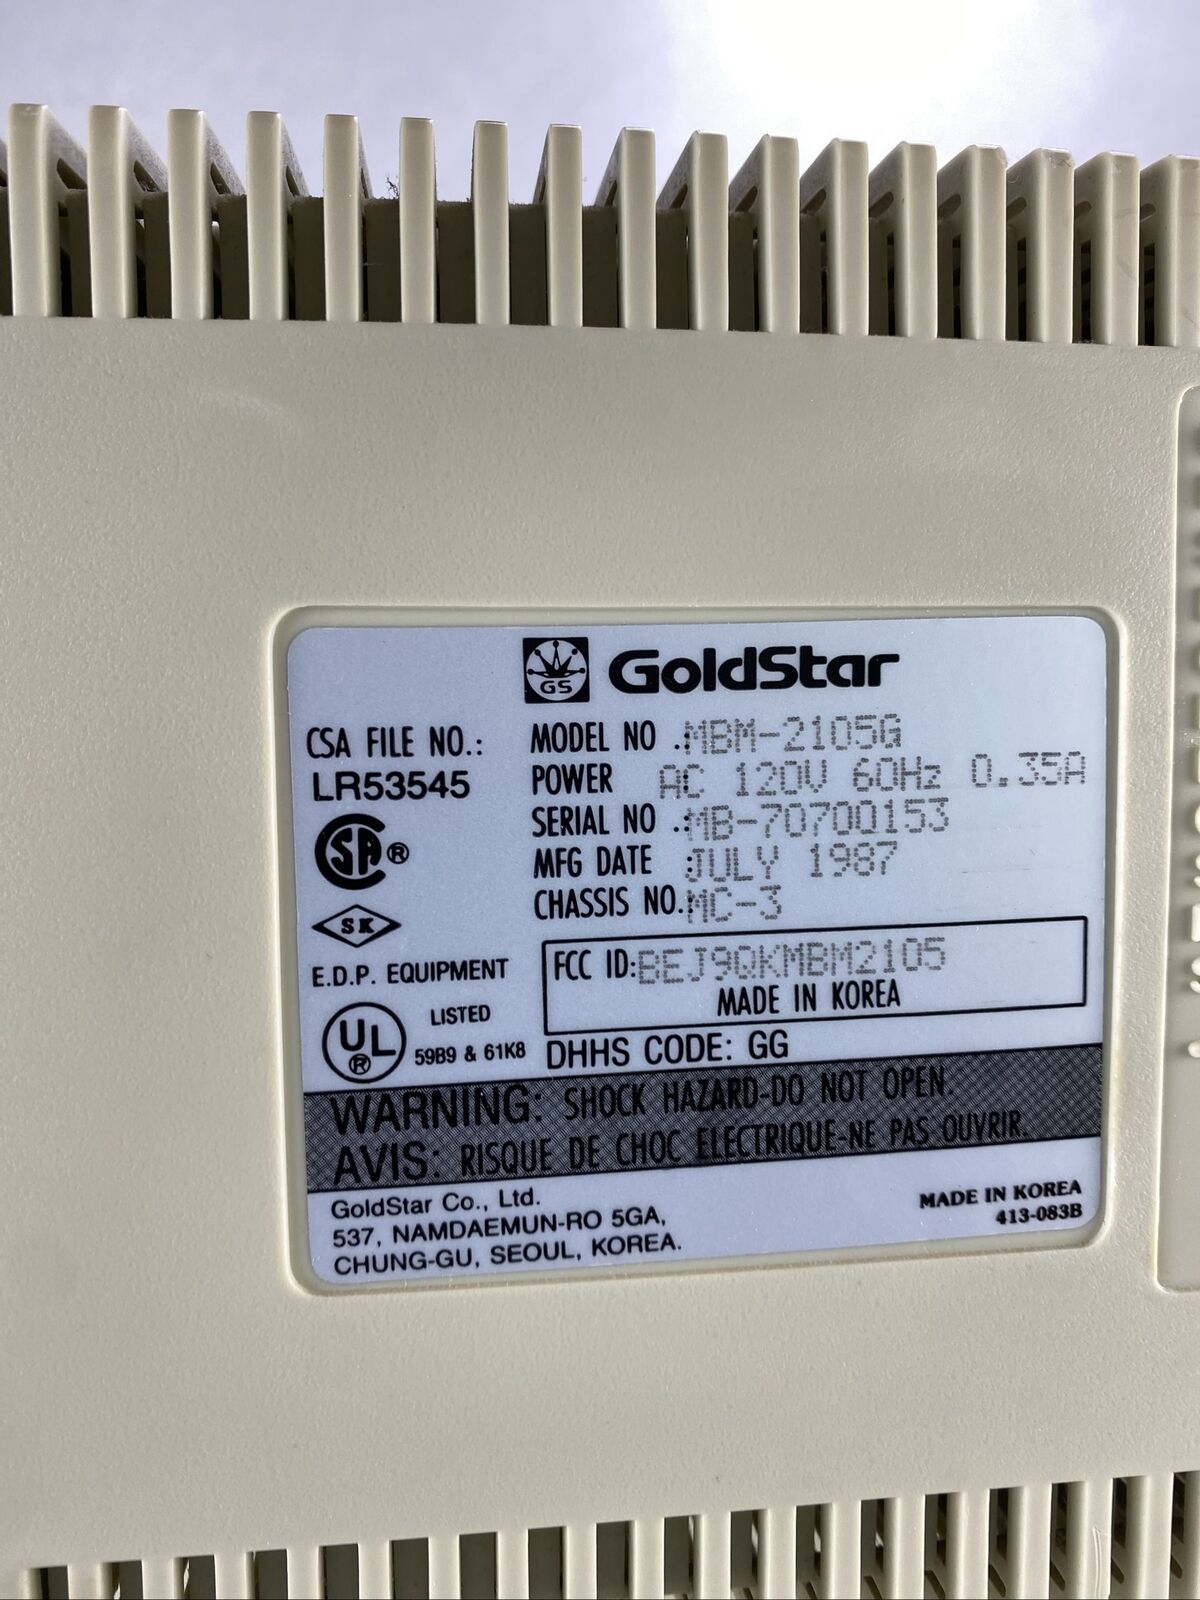 GS GoldStar
CSA FILE NO.:
LR53545
SA ®
SK
E.D.P. EQUIPMENT
UL ® LISTED
59B9 & 61K8
MODEL NO .:MBM-2105G
POWER AC 120V 60Hz 0.35A
SERIAL NO .:MB-70700153
MFG DATE :JULY 1987
CHASSIS NO.:MC-3
FCC ID:BEJ9QKMBM2105
MADE IN KOREA
DHHS CODE: GG
WARNING: SHOCK HAZARD-DO NOT OPEN.
AVIS: RISQUE DE CHOC ELECTRIQUE-NE PAS OUVRIR.
GoldStar Co., Ltd.
537, NAMDAEMUN-RO 5GA,
CHUNG-GU, SEOUL, KOREA.
MADE IN KOREA
413-083B